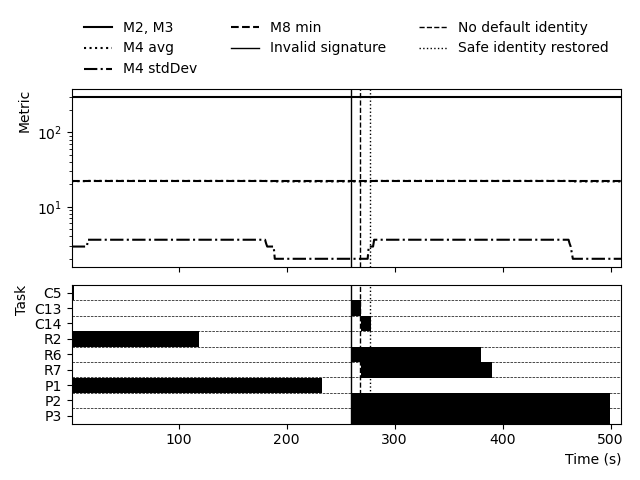 M2, M3
M4 avg
M4 stdDev
M8 min
Invalid signature
No default identity
Safe identity restored
Metric
10²
10¹
Task
C5
C13
C14
R2
R6
R7
P1
P2
P3
100 200 300 400 500
Time (s)